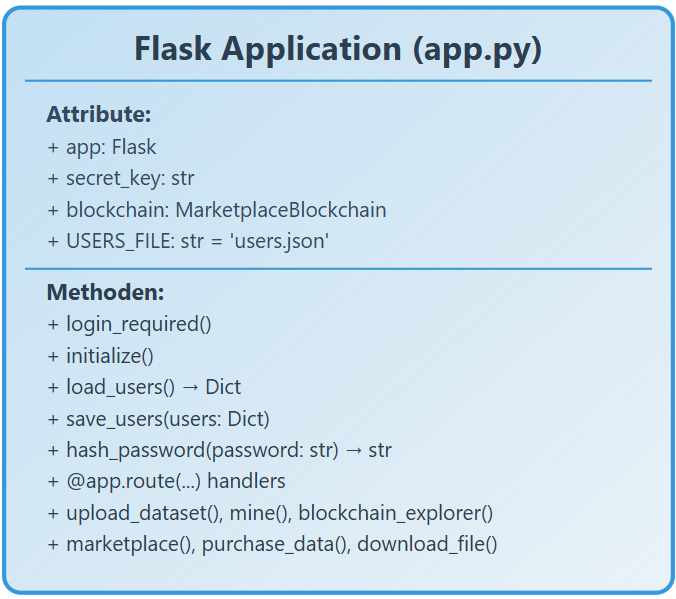 Flask Application (app.py)
Attribute:
+ app: Flask
+ secret_key: str
+ blockchain: MarketplaceBlockchain
+ USERS_FILE: str = 'users.json'
Methoden:
+ login_required()
+ initialize()
+ load_users() → Dict
+ save_users(users: Dict)
+ hash_password(password: str) → str
+ @app.route(...) handlers
+ upload_dataset(), mine(), blockchain_explorer()
+ marketplace(), purchase_data(), download_file()